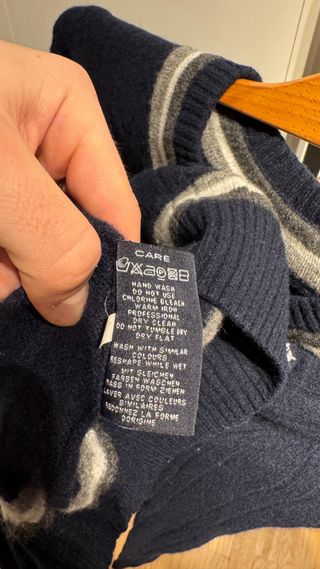 CARE
HAND WASH
DO NOT USE
CHLORINE BLEACH
WARM IRON
PROFESSIONAL
DRY CLEAN
DO NOT TUMBLE DRY
DRY FLAT
WASH WITH SIMILAR
COLOURS
RESHAPE WHILE WET
MIT GLEICHEN
FARBEN WASCHEN
NASS IN FORM ZIEHEN
LAVER AVEC COULEURS
SIMILAIRES
REDONNEZ LA FORME
DORIGINE